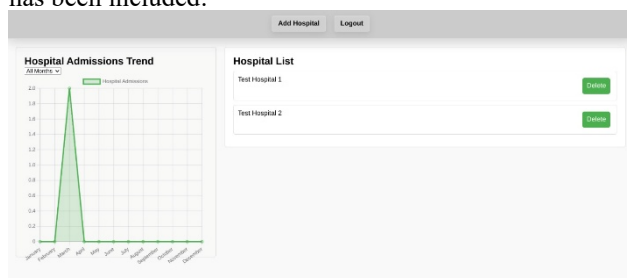 has been included.
Add Hospital Logout
Hospital Admissions Trend
All Months
Hospital Admissions
2.0
1.8
1.6
1.4
1.2
1.0
0.8
0.6
0.4
0.2
0
January February March April May June July August September October November December
Hospital List
Test Hospital 1 Delete
Test Hospital 2 Delete